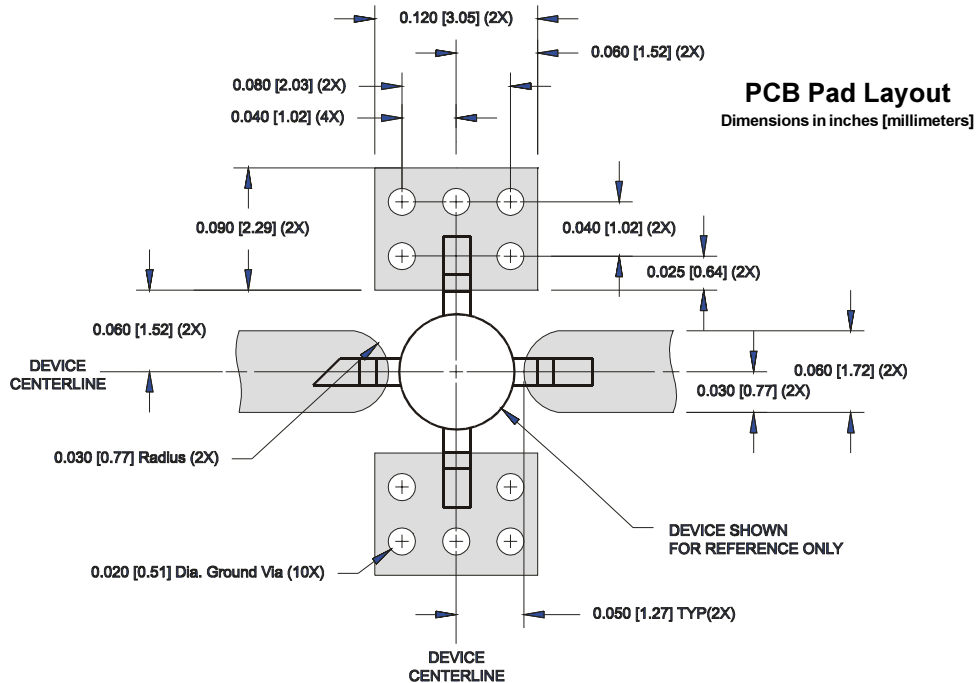 0.120 [3.05] (2X)
0.060 [1.52] (2X)
0.080 [2.03] (2X)
0.040 [1.02] (4X)
PCB Pad Layout
Dimensions in inches [millimeters]
0.090 [2.29] (2X)
0.040 [1.02] (2X)
0.025 [0.64] (2X)
0.060 [1.52] (2X)
DEVICE
CENTERLINE
0.060 [1.72] (2X)
0.030 [0.77] (2X)
0.030 [0.77] Radius (2X)
DEVICE SHOWN
FOR REFERENCE ONLY
0.020 [0.51] Dia. Ground Via (10X)
0.050 [1.27] TYP(2X)
DEVICE
CENTERLINE